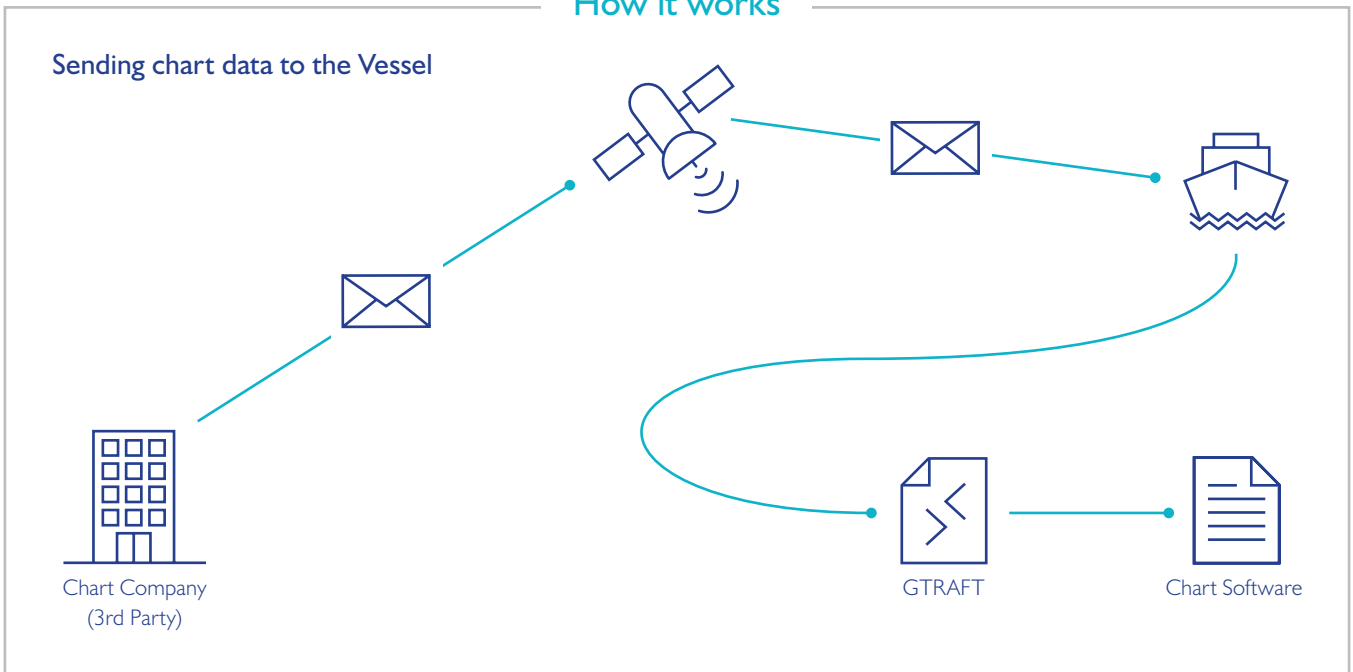 How it works
Sending chart data to the Vessel
Chart Company
(3rd Party)
GTRAFT
Chart Software